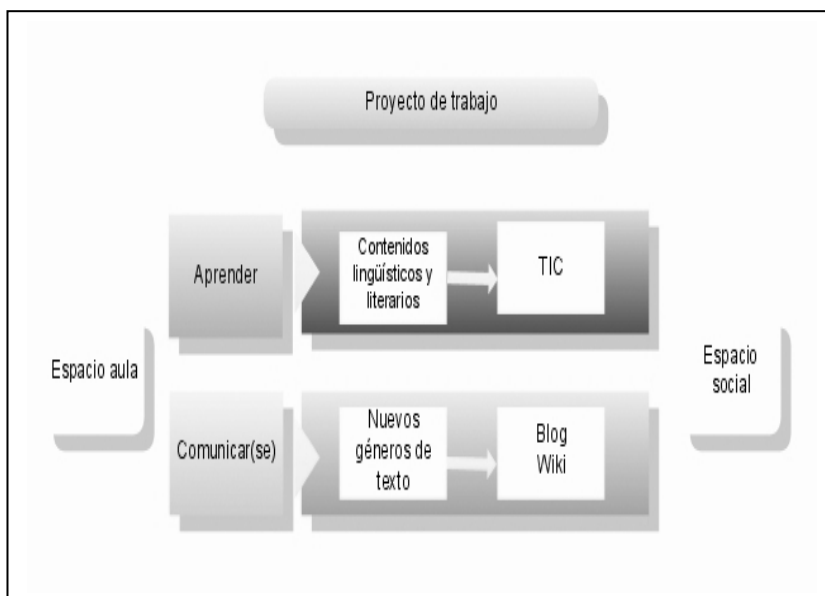 Proyecto de trabajo
Aprender
Contenidos
lingüísticos y
literarios
TIC
Espacio aula
Espacio
social
Comunicar(se)
Nuevos
géneros de
texto
Blog
Wiki